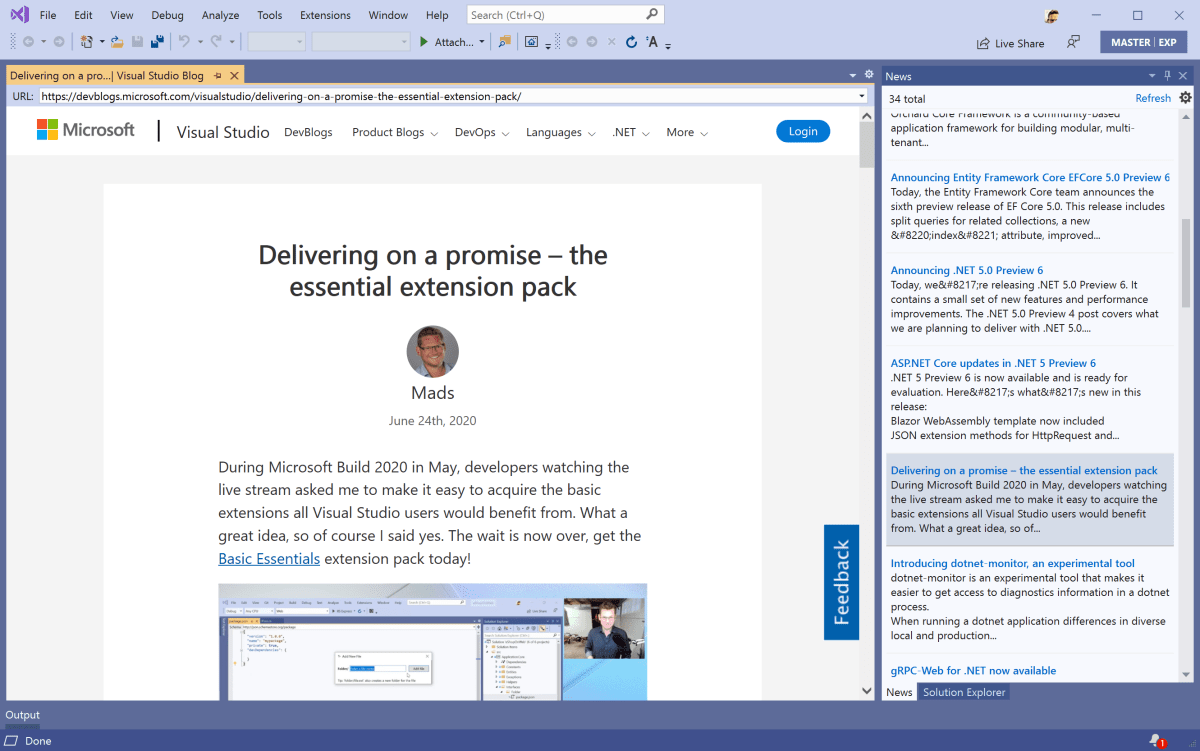 File Edit View Debug Analyze Tools Extensions Window Help Search (Ctrl+Q)
Attach...
Live Share
MASTER | EXP
Delivering on a pro...| Visual Studio Blog
URL: https://devblogs.microsoft.com/visualstudio/delivering-on-a-promise-the-essential-extension-pack/
Microsoft Visual Studio DevBlogs Product Blogs DevOps Languages .NET More Login
Delivering on a promise – the
essential extension pack
Mads
June 24th, 2020
During Microsoft Build 2020 in May, developers watching the
live stream asked me to make it easy to acquire the basic
extensions all Visual Studio users would benefit from. What a
great idea, so of course I said yes. The wait is now over, get the
Basic Essentials extension pack today!
Feedback
News
34 total Refresh
Orchard Core Framework is a community-based
application framework for building modular, multi-
tenant...
Announcing Entity Framework Core EFCore 5.0 Preview 6
Today, the Entity Framework Core team announces the
sixth preview release of EF Core 5.0. This release includes
split queries for related collections, a new
&#8220;index&#8221; attribute, improved...
Announcing .NET 5.0 Preview 6
Today, we&#8217;re releasing .NET 5.0 Preview 6. It
contains a small set of new features and performance
improvements. The .NET 5.0 Preview 4 post covers what
we are planning to deliver with .NET 5.0....
ASP.NET Core updates in .NET 5 Preview 6
.NET 5 Preview 6 is now available and is ready for
evaluation. Here&#8217;s what&#8217;s new in this
release:
Blazor WebAssembly template now included
JSON extension methods for HttpRequest and...
Delivering on a promise – the essential extension pack
During Microsoft Build 2020 in May, developers watching
the live stream asked me to make it easy to acquire the
basic extensions all Visual Studio users would benefit
from. What a great idea, so of...
Introducing dotnet-monitor, an experimental tool
dotnet-monitor is an experimental tool that makes it
easier to get access to diagnostics information in a dotnet
process.
When running a dotnet application differences in diverse
local and production...
gRPC-Web for .NET now available
News Solution Explorer
Output
Done
1